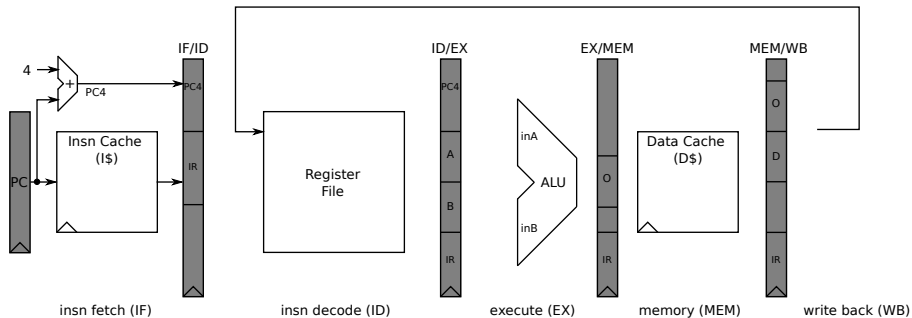 IF/ID
ID/EX
EX/MEM
MEM/WB
4
+
PC4
PC4
PC4
O
Insn Cache
(I$)
inA
Data Cache
(D$)
IR
A
D
Register
File
PC
ALU
O
B
inB
IR
IR
IR
insn fetch (IF)
insn decode (ID)
execute (EX)
memory (MEM)
write back (WB)